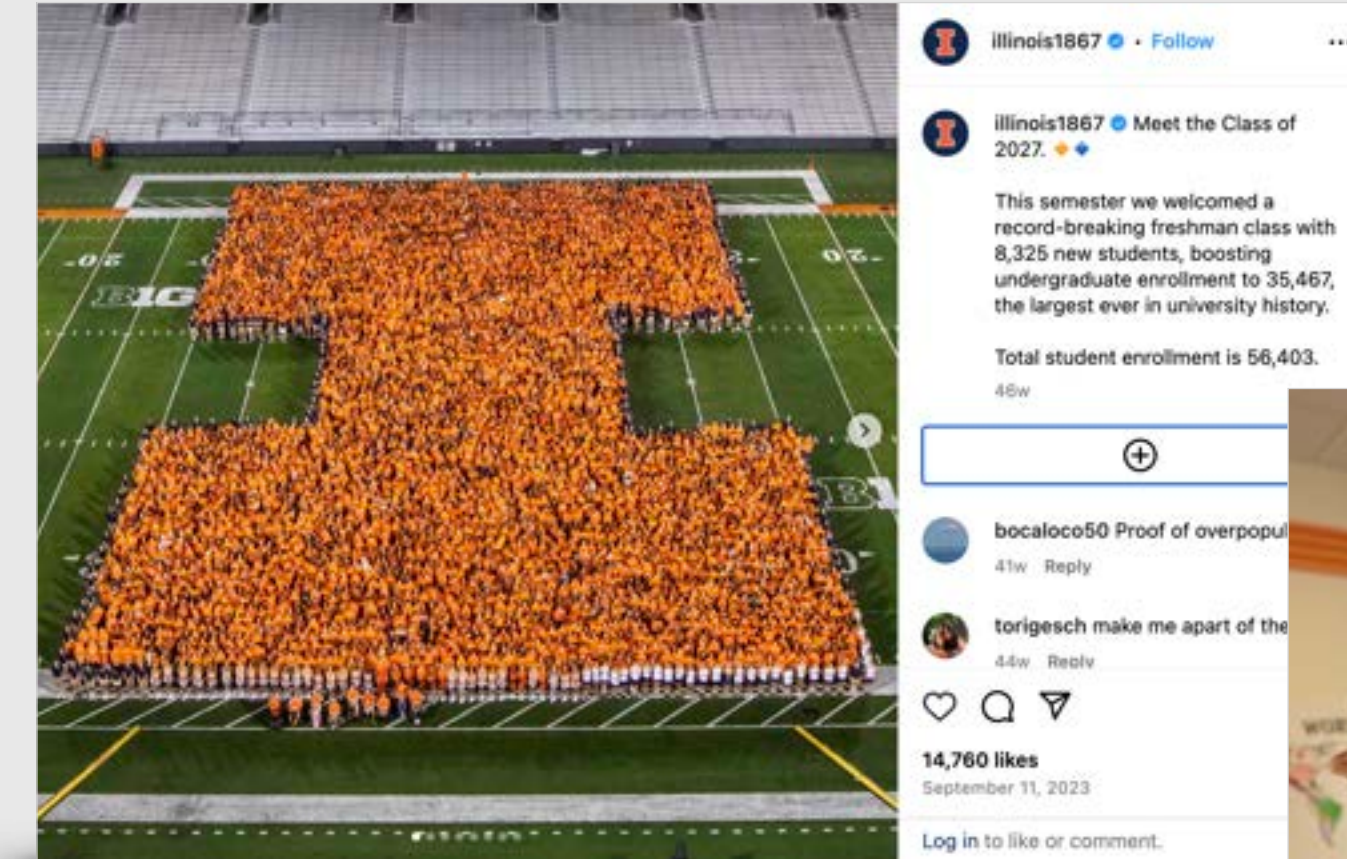 illinois1867 • Follow
illinois1867 Meet the Class of
2027.
This semester we welcomed a
record-breaking freshman class with
8,325 new students, boosting
undergraduate enrollment to 35,467,
the largest ever in university history.
Total student enrollment is 56,403.
46w
bocaloco50 Proof of overpopul
41w Reply
torigesch make me apart of the
44w Reply
14,760 likes
September 11, 2023
Log in to like or comment.
20
20
B1G